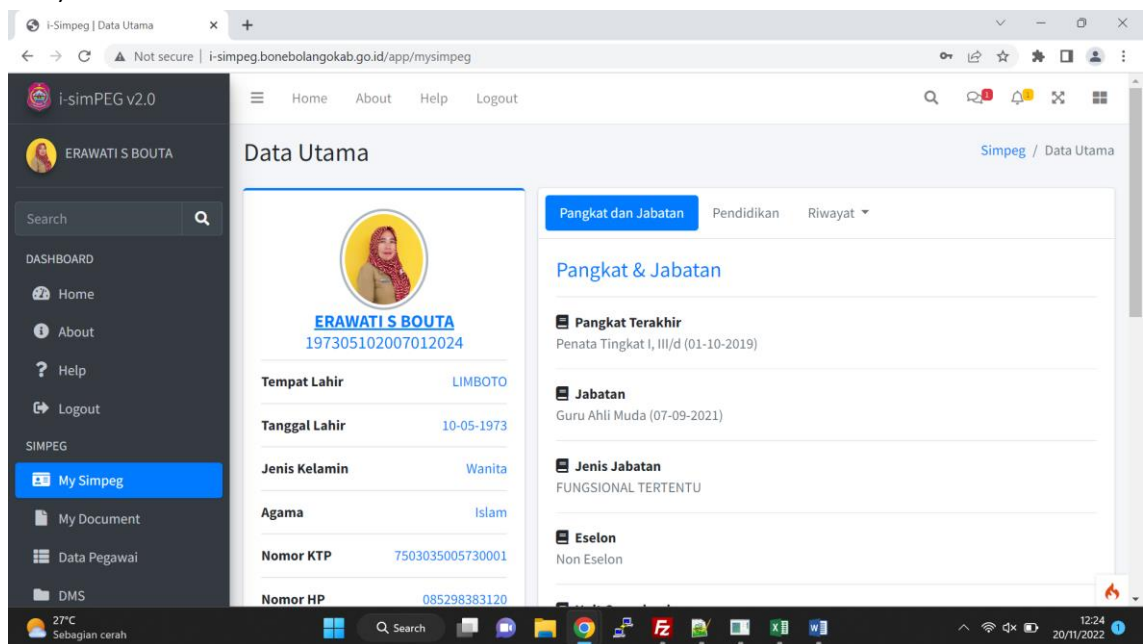 i-Simpeg | Data Utama
Not secure | i-simpeg.bonebolangokab.go.id/app/mysimpeg
i-simPEG v2.0
Home About Help Logout
1 1
ERAWATI S BOUTA
Data Utama
Simpeg / Data Utama
Search
DASHBOARD
Home
About
Help
Logout
SIMPEG
My Simpeg
My Document
Data Pegawai
DMS
ERAWATI S BOUTA
197305102007012024
Tempat Lahir LIMBOTO
Tanggal Lahir 10-05-1973
Jenis Kelamin Wanita
Agama Islam
Nomor KTP 7503035005730001
Nomor HP 085298383120
Pangkat dan Jabatan Pendidikan Riwayat
Pangkat & Jabatan
Pangkat Terakhir
Penata Tingkat I, III/d (01-10-2019)
Jabatan
Guru Ahli Muda (07-09-2021)
Jenis Jabatan
FUNGSIONAL TERTENTU
Eselon
Non Eselon
27°C
Sebagian cerah
Search
12:24
20/11/2022
1